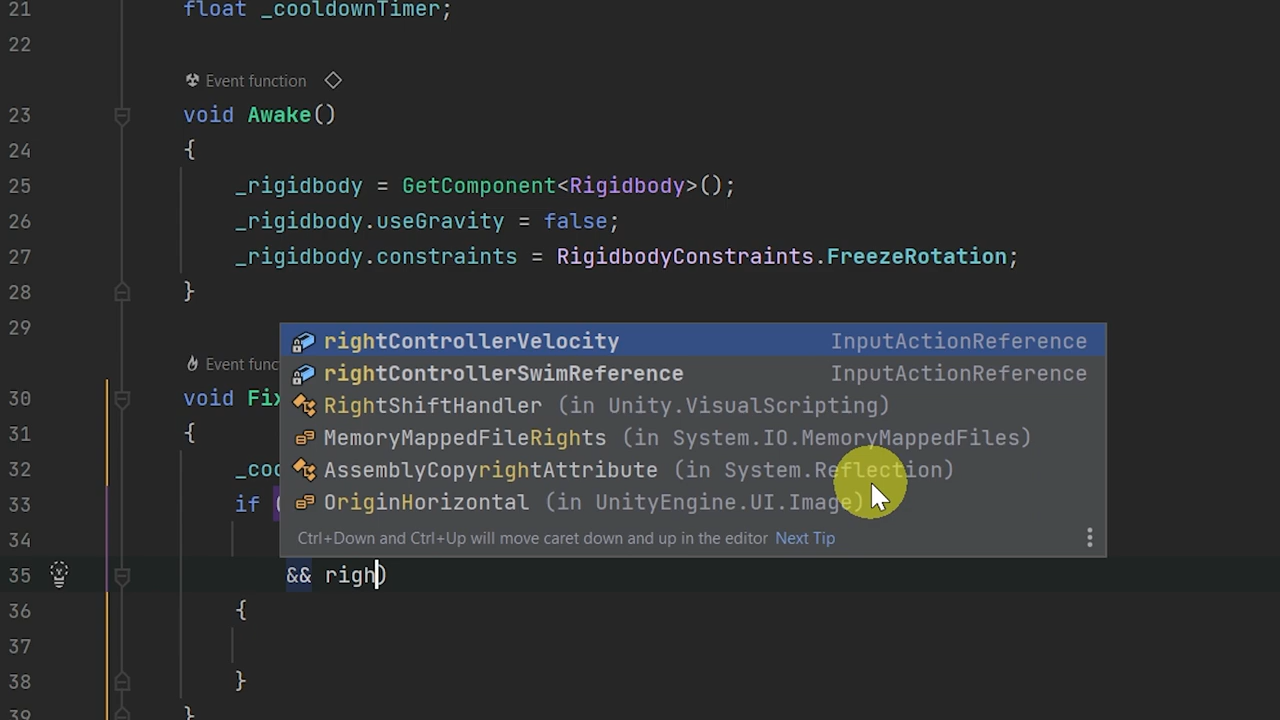 21 float _cooldownTimer;
22
Event function
23 void Awake()
24 {
25 _rigidbody = GetComponent<Rigidbody>();
26 _rigidbody.useGravity = false;
27 _rigidbody.constraints = RigidbodyConstraints.FreezeRotation;
28 }
29
rightControllerVelocity InputActionReference
Event func
rightControllerSwimReference InputActionReference
30 void Fix
RightShiftHandler (in Unity.VisualScripting)
31 {
MemoryMappedFileRights (in System.IO.MemoryMappedFiles)
32 _coo
AssemblyCopyrightAttribute (in System.Reflection)
33 if (
OriginHorizontal (in UnityEngine.UI.Image)
34
Ctrl+Down and Ctrl+Up will move caret down and up in the editor Next Tip
35 && righ)
36 {
37
38 }
39 }